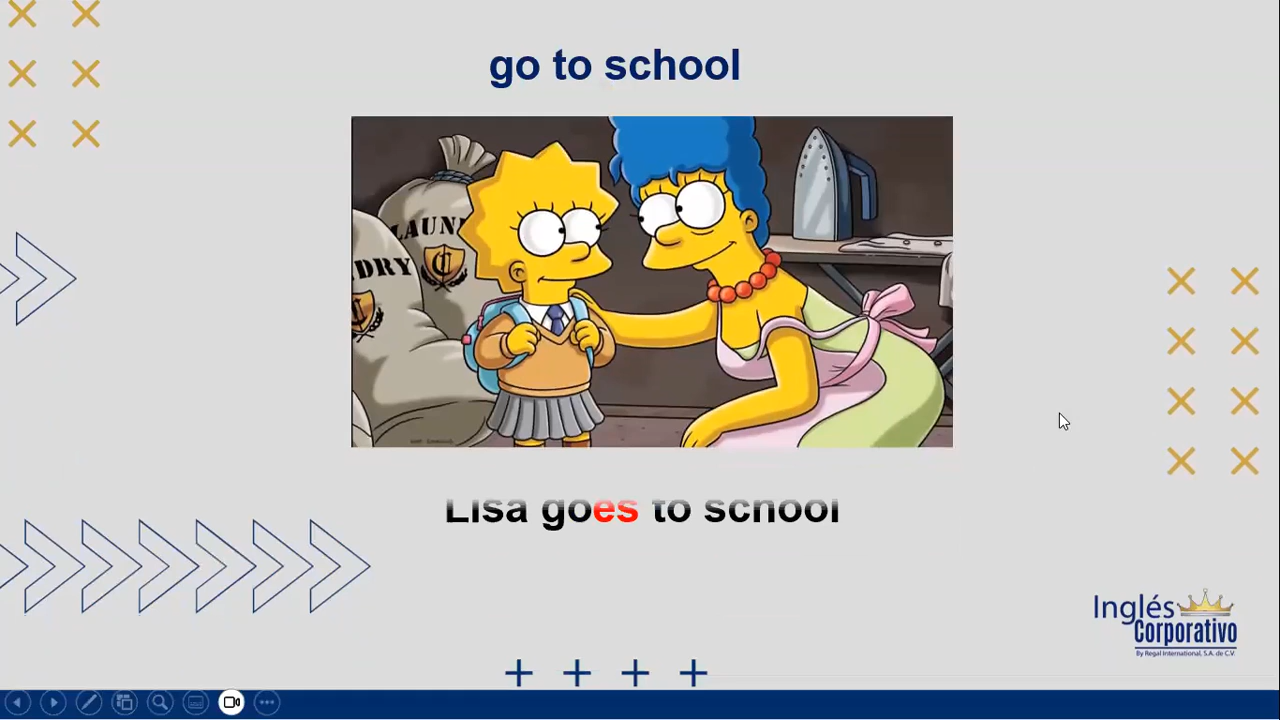 go to school
LAUN
DRY
Lisa goes to school
Inglés
Corporativo
By Regal International, S.A. de C.V.